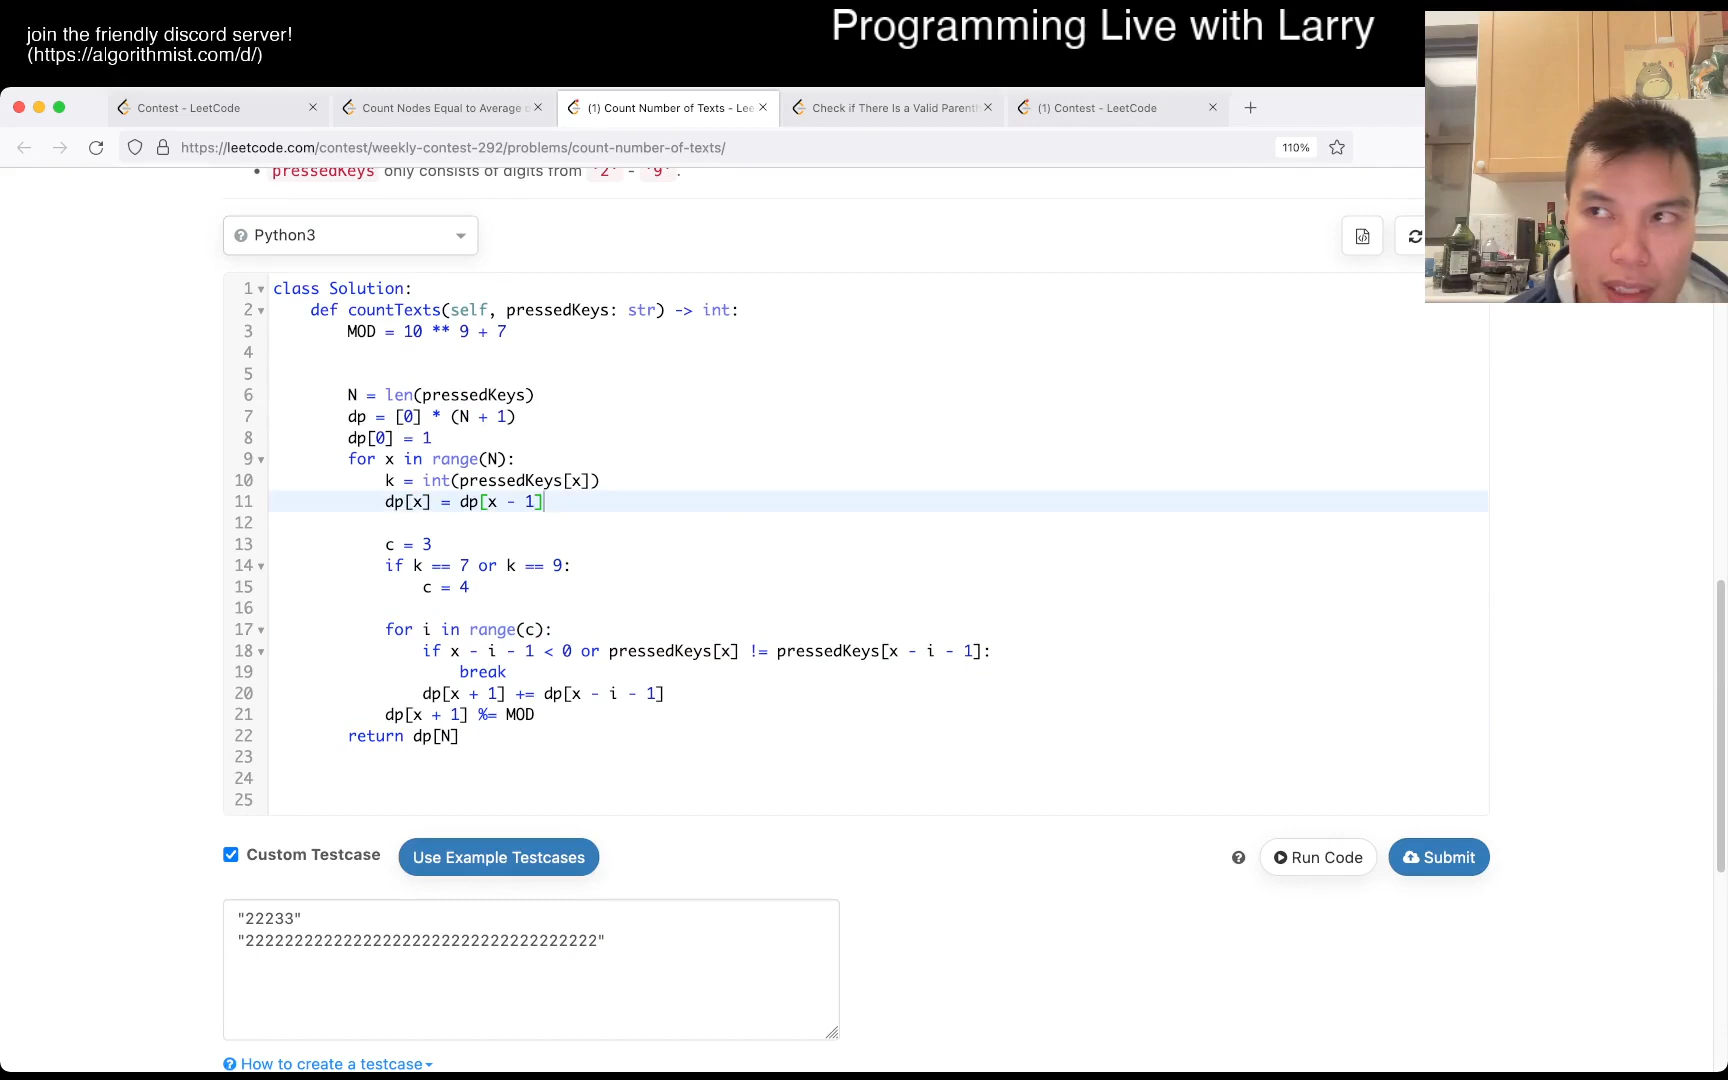 join the friendly discord server!
(https://algorithmist.com/d/)
Programming Live with Larry
Contest - LeetCode
Count Nodes Equal to Average
(1) Count Number of Texts - Lee
Check if There Is a Valid Parent
(1) Contest - LeetCode
https://leetcode.com/contest/weekly-contest-292/problems/count-number-of-texts/
110%
• pressedKeys only consists of digits from '2' - '9'.
Python3
1 class Solution:
2     def countTexts(self, pressedKeys: str) -> int:
3         MOD = 10 ** 9 + 7
4
5
6         N = len(pressedKeys)
7         dp = [0] * (N + 1)
8         dp[0] = 1
9         for x in range(N):
10             k = int(pressedKeys[x])
11             dp[x] = dp[x - 1]
12
13             c = 3
14             if k == 7 or k == 9:
15                 c = 4
16
17             for i in range(c):
18                 if x - i - 1 < 0 or pressedKeys[x] != pressedKeys[x - i - 1]:
19                     break
20                 dp[x + 1] += dp[x - i - 1]
21             dp[x + 1] %= MOD
22         return dp[N]
23
24
25
Custom Testcase
Use Example Testcases
Run Code
Submit
"22233"
"222222222222222222222222222222222222"
How to create a testcase